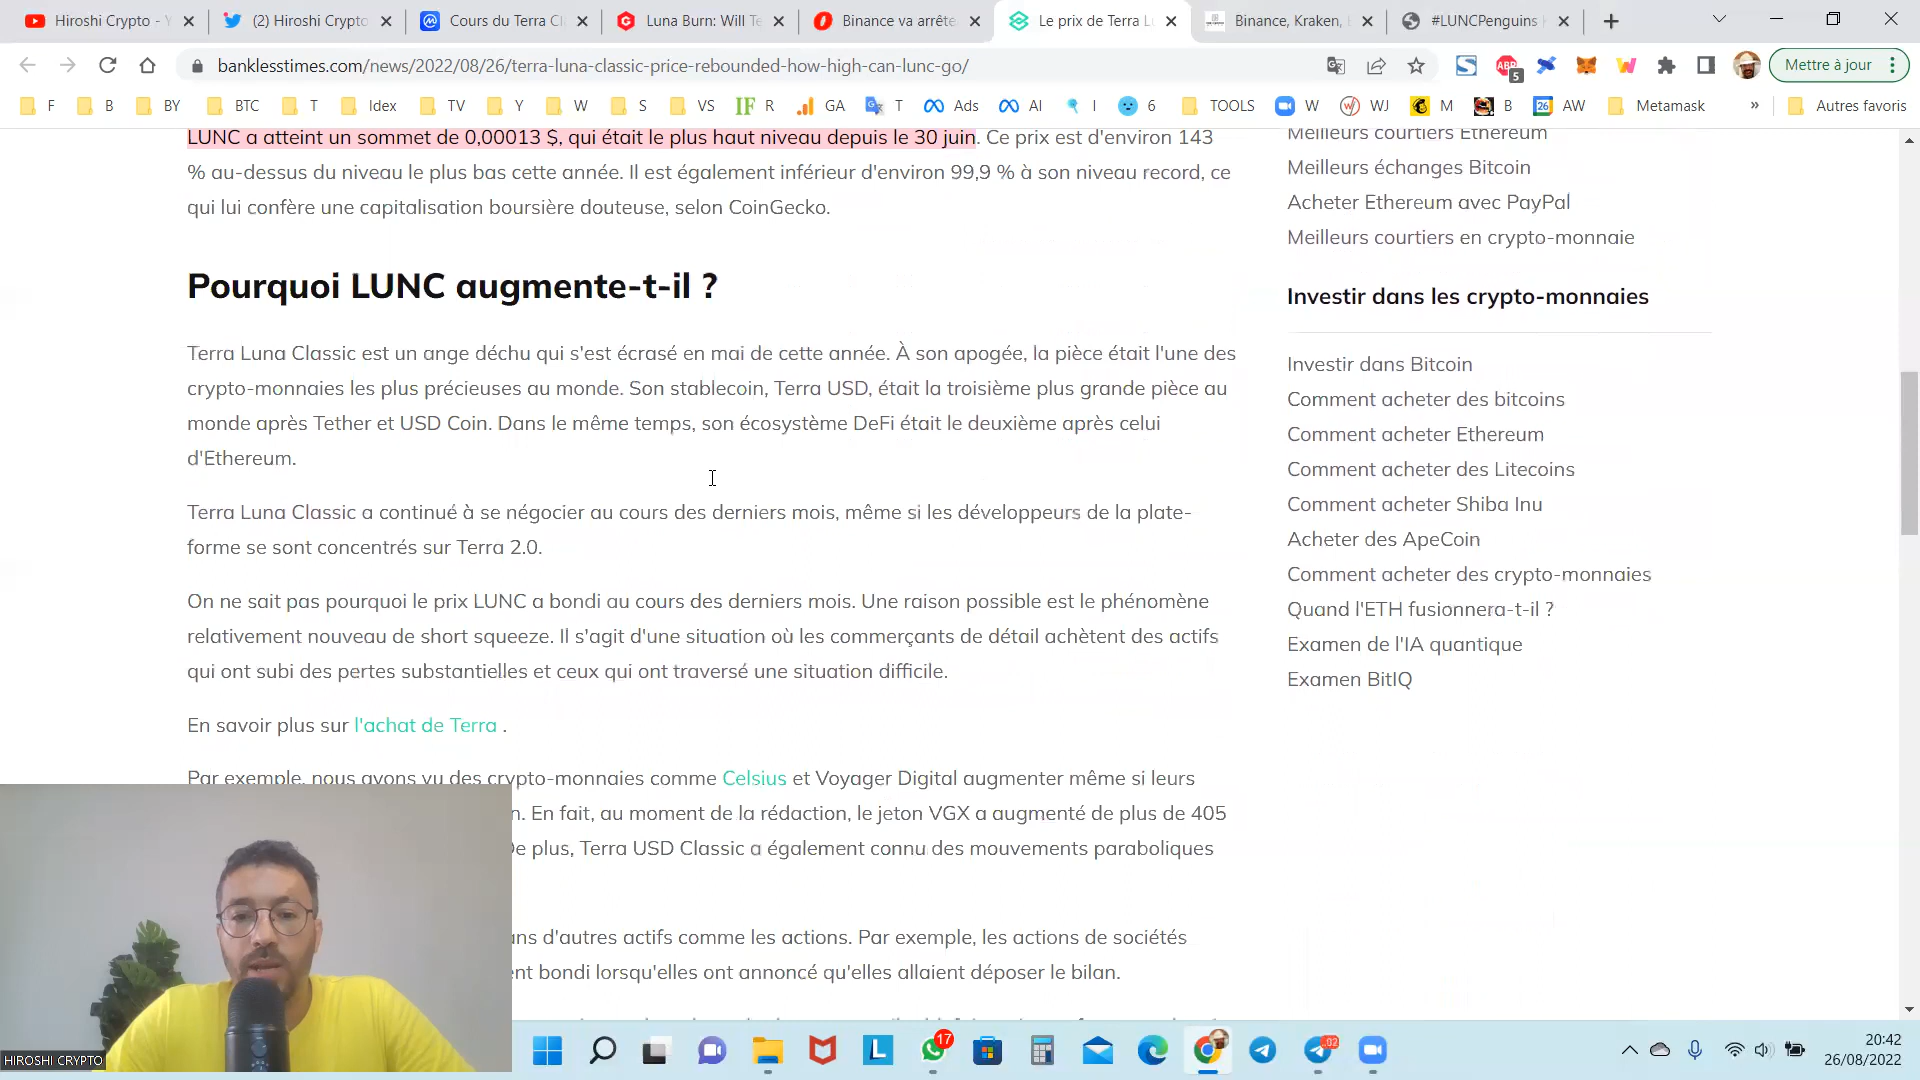 Hiroshi Crypto - Y
(2) Hiroshi Crypto
Cours du Terra Cl
Luna Burn: Will Te
Binance va arrête
Le prix de Terra L
Binance, Kraken,
#LUNCPenguins
banklesstimes.com/news/2022/08/26/terra-luna-classic-price-rebounded-how-high-can-lunc-go/
5
Mettre à jour
F
B
BY
BTC
T
Idex
TV
Y
W
S
VS
IF R
GA
T
Ads
AI
I
6
TOOLS
W
WJ
M
B
26 AW
Metamask
»
Autres favoris
LUNC a atteint un sommet de 0,00013 $, qui était le plus haut niveau depuis le 30 juin. Ce prix est d'environ 143
% au-dessus du niveau le plus bas cette année. Il est également inférieur d'environ 99,9 % à son niveau record, ce
qui lui confère une capitalisation boursière douteuse, selon CoinGecko.
Pourquoi LUNC augmente-t-il ?
Terra Luna Classic est un ange déchu qui s'est écrasé en mai de cette année. À son apogée, la pièce était l'une des
crypto-monnaies les plus précieuses au monde. Son stablecoin, Terra USD, était la troisième plus grande pièce au
monde après Tether et USD Coin. Dans le même temps, son écosystème DeFi était le deuxième après celui
d'Ethereum.
Terra Luna Classic a continué à se négocier au cours des derniers mois, même si les développeurs de la plate-
forme se sont concentrés sur Terra 2.0.
On ne sait pas pourquoi le prix LUNC a bondi au cours des derniers mois. Une raison possible est le phénomène
relativement nouveau de short squeeze. Il s'agit d'une situation où les commerçants de détail achètent des actifs
qui ont subi des pertes substantielles et ceux qui ont traversé une situation difficile.
En savoir plus sur l'achat de Terra .
Par exemple, nous avons vu des crypto-monnaies comme Celsius et Voyager Digital augmenter même si leurs
n. En fait, au moment de la rédaction, le jeton VGX a augmenté de plus de 405
De plus, Terra USD Classic a également connu des mouvements paraboliques
ans d'autres actifs comme les actions. Par exemple, les actions de sociétés
ent bondi lorsqu'elles ont annoncé qu'elles allaient déposer le bilan.
Meilleurs courtiers Ethereum
Meilleurs échanges Bitcoin
Acheter Ethereum avec PayPal
Meilleurs courtiers en crypto-monnaie
Investir dans les crypto-monnaies
Investir dans Bitcoin
Comment acheter des bitcoins
Comment acheter Ethereum
Comment acheter des Litecoins
Comment acheter Shiba Inu
Acheter des ApeCoin
Comment acheter des crypto-monnaies
Quand l'ETH fusionnera-t-il ?
Examen de l'IA quantique
Examen BitIQ
HIROSHI CRYPTO
17
20:42
26/08/2022